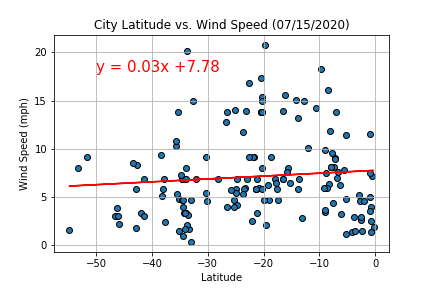 City Latitude vs. Wind Speed (07/15/2020)
20
y = 0.03x +7.78
15
Wind Speed (mph)
10
5
0
−50 −40 −30 −20 −10 0
Latitude